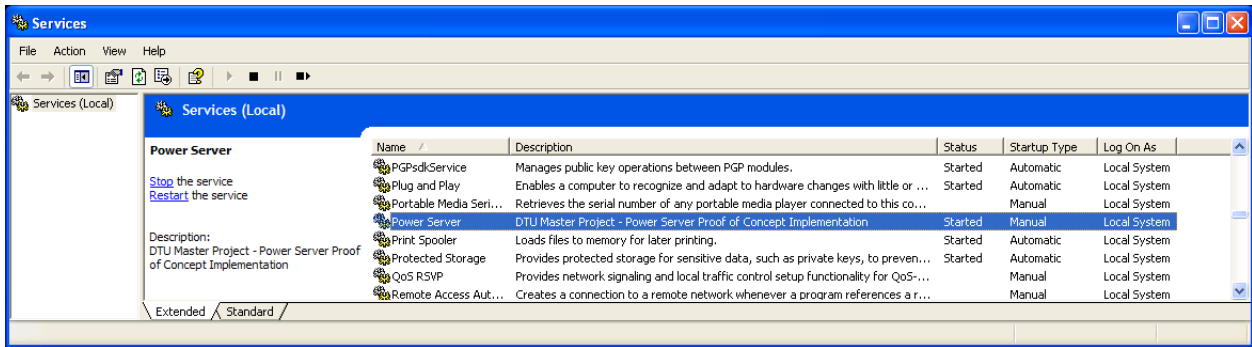 Services
File Action View Help
Services (Local)
Services (Local)
Power Server
Stop the service
Restart the service
Description:
DTU Master Project - Power Server Proof
of Concept Implementation
Name Description Status Startup Type Log On As
PGPsdkService Manages public key operations between PGP modules. Started Automatic Local System
Plug and Play Enables a computer to recognize and adapt to hardware changes with little or ... Started Automatic Local System
Portable Media Seri... Retrieves the serial number of any portable media player connected to this co... Manual Local System
Power Server DTU Master Project - Power Server Proof of Concept Implementation Started Manual Local System
Print Spooler Loads files to memory for later printing. Started Automatic Local System
Protected Storage Provides protected storage for sensitive data, such as private keys, to preven... Started Automatic Local System
QoS RSVP Provides network signaling and local traffic control setup functionality for QoS-... Manual Local System
Remote Access Aut... Creates a connection to a remote network whenever a program references a r... Manual Local System
Extended Standard